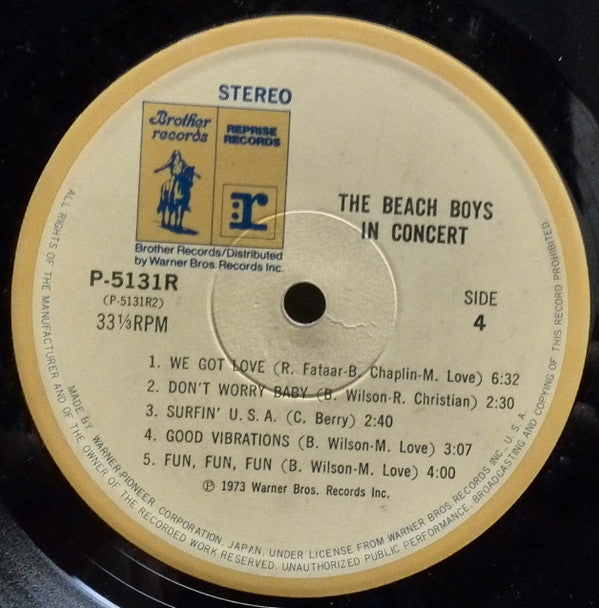 STEREO
Brother
records
REPRISE
RECORDS
r:
Brother Records/Distributed
by Warner Bros. Records Inc.
THE BEACH BOYS
IN CONCERT
P-5131R
(P-5131R2)
33⅓RPM
SIDE
4
1. WE GOT LOVE (R. Fataar-B. Chaplin-M. Love) 6:32
2. DON'T WORRY BABY (B. Wilson-R. Christian) 2:30
3. SURFIN' U.S.A. (C. Berry) 2:40
4. GOOD VIBRATIONS (B. Wilson-M. Love) 3:07
5. FUN, FUN, FUN (B. Wilson-M. Love) 4:00
℗ 1973 Warner Bros. Records Inc.
MADE BY WARNER-PIONEER CORPORATION, JAPAN, UNDER LICENSE FROM WARNER BROS. RECORDS INC., U.S.A.
ALL RIGHTS OF THE MANUFACTURER AND OF THE OWNER OF THE RECORDED WORK RESERVED. UNAUTHORIZED PUBLIC PERFORMANCE, BROADCASTING AND COPYING OF THIS RECORD PROHIBITED.